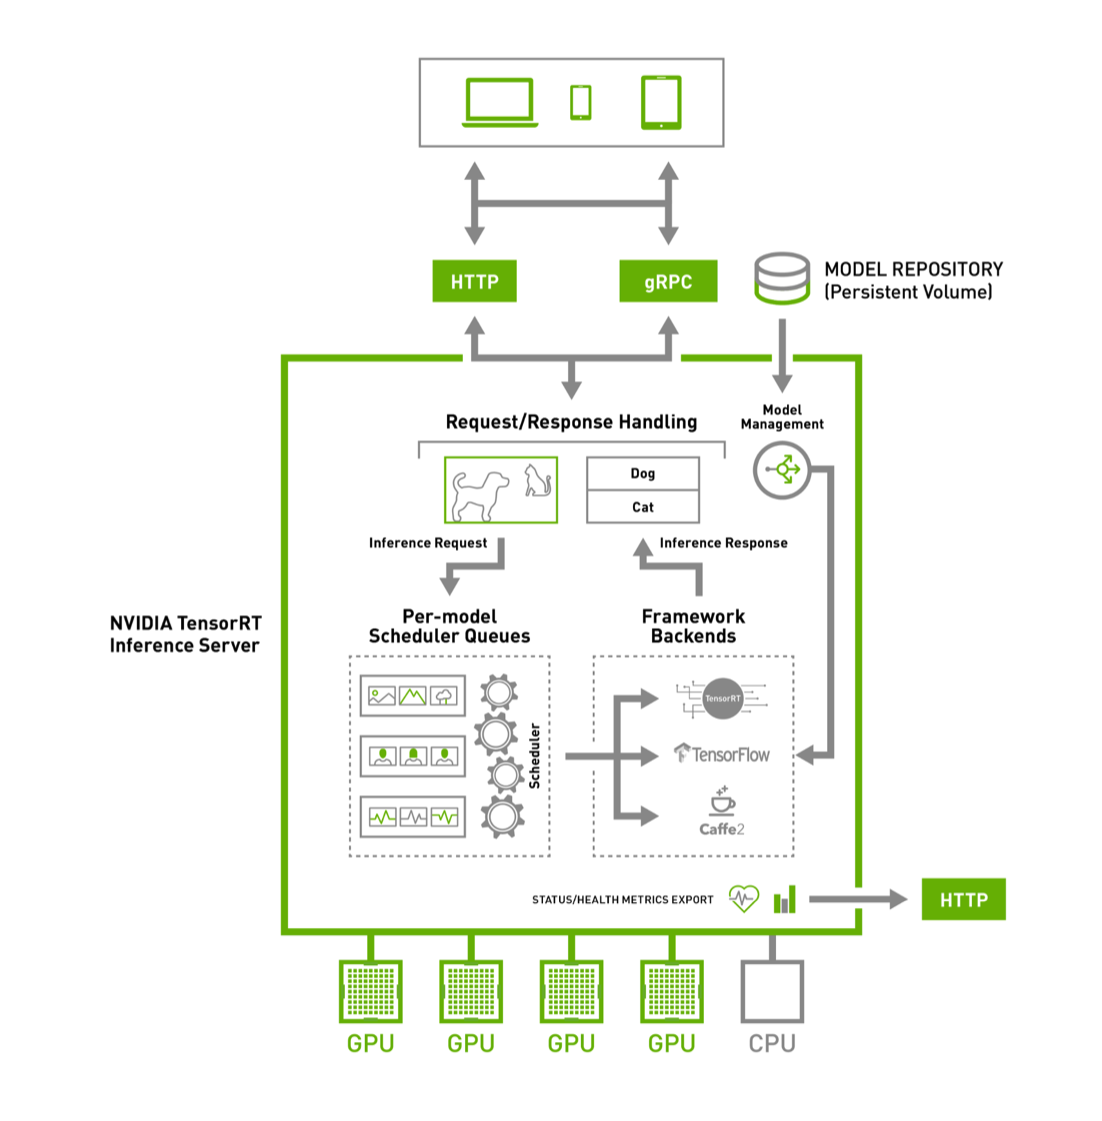 HTTP
gRPC
MODEL REPOSITORY
(Persistent Volume)
Request/Response Handling
Model
Management
Dog
Cat
Inference Request
Inference Response
NVIDIA TensorRT
Inference Server
Per-model
Scheduler Queues
Framework
Backends
Scheduler
TensorRT
TensorFlow
Caffe2
STATUS/HEALTH METRICS EXPORT
HTTP
GPU
GPU
GPU
GPU
CPU